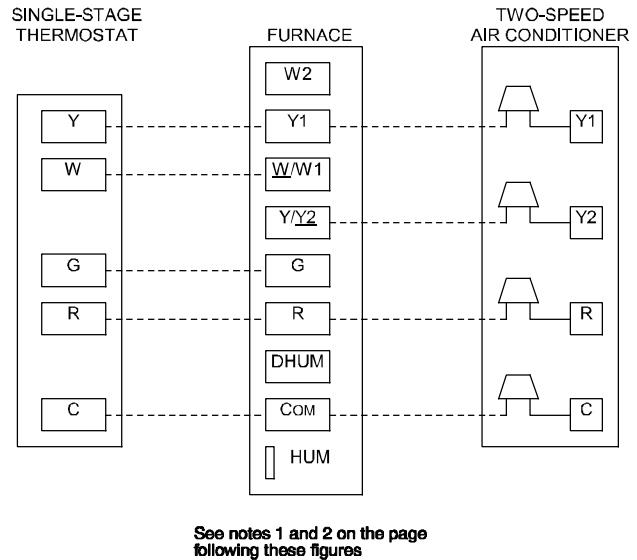 SINGLE-STAGE
THERMOSTAT
FURNACE
TWO-SPEED
AIR CONDITIONER
W2
Y
Y1
Y1
W
W/W1
Y/Y2
Y2
G
G
R
R
R
DHUM
C
COM
C
HUM
See notes 1 and 2 on the page
following these figures